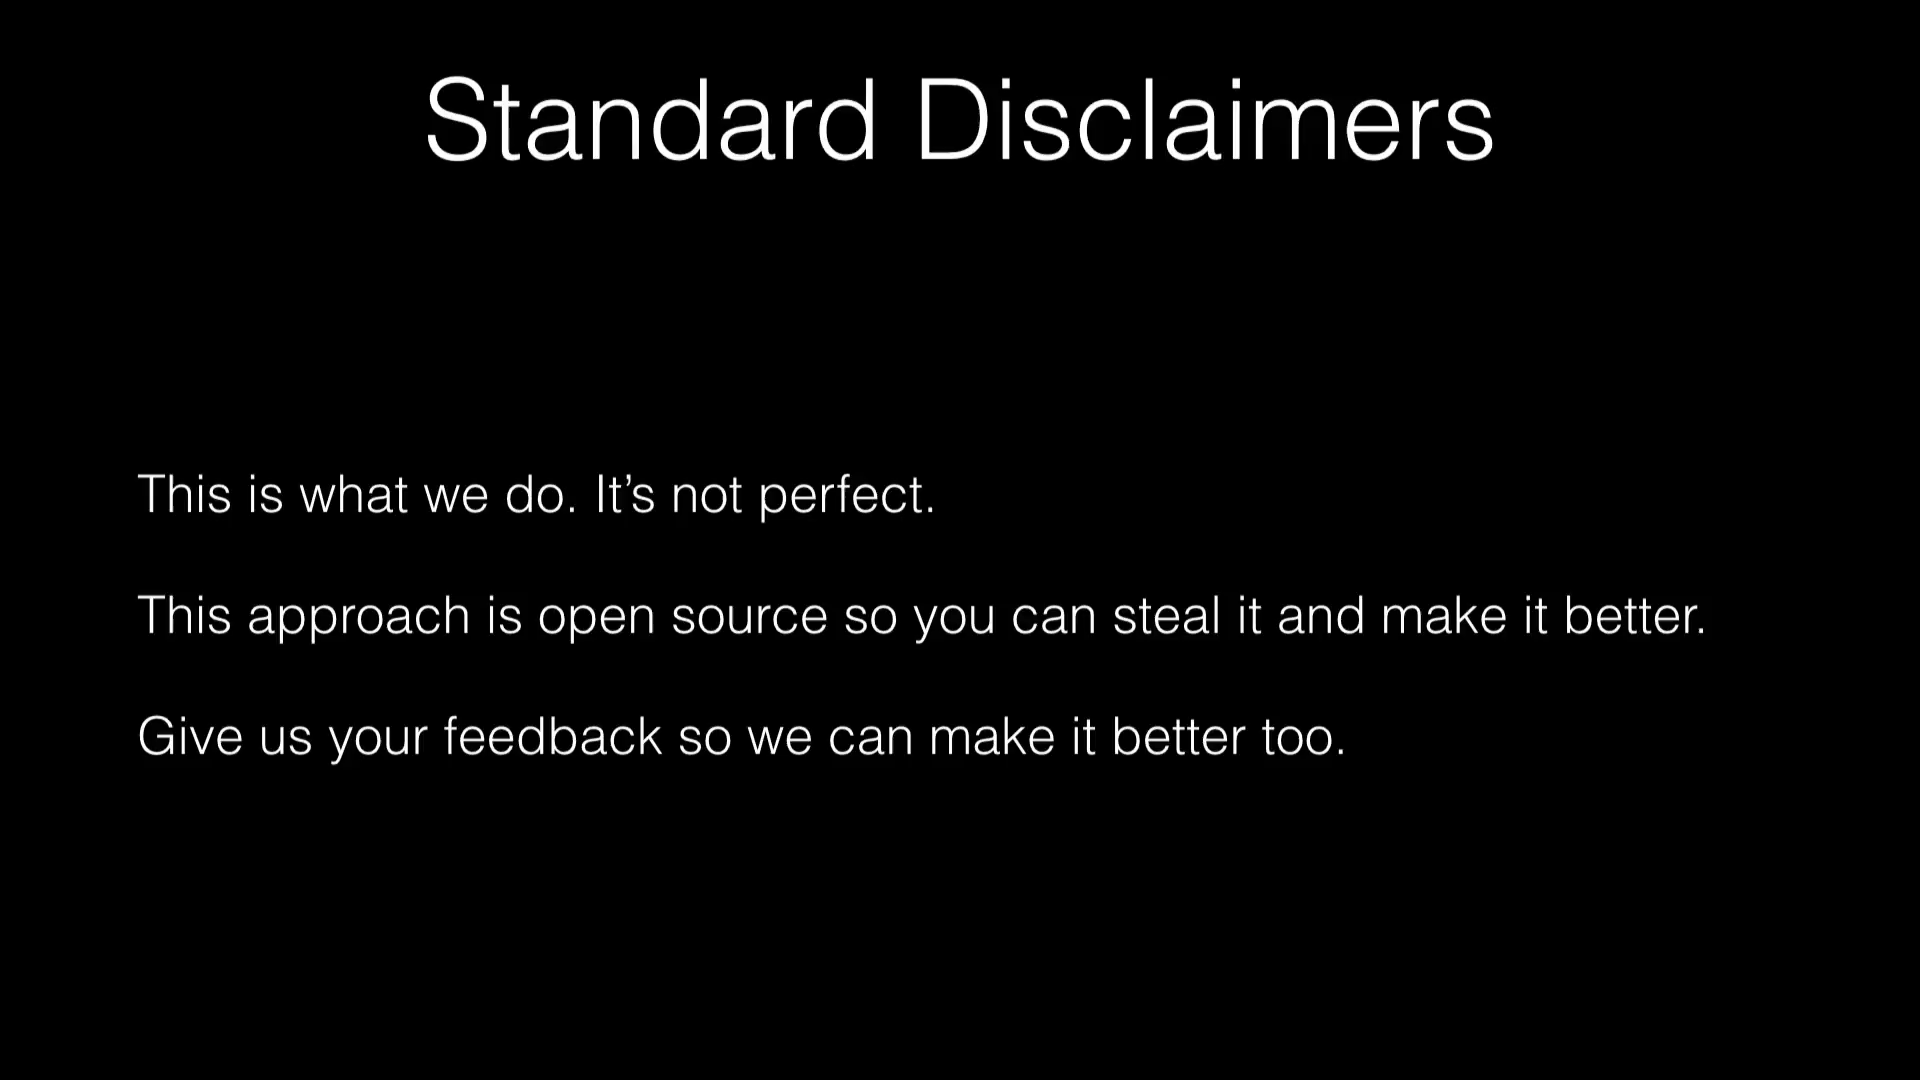 Standard Disclaimers
This is what we do. It’s not perfect.
This approach is open source so you can steal it and make it better.
Give us your feedback so we can make it better too.